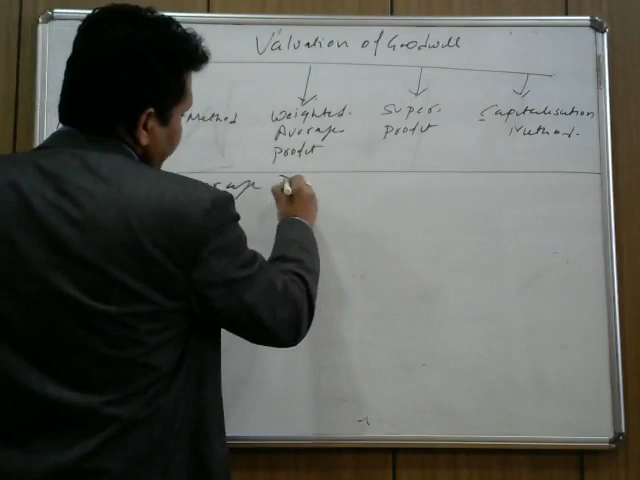 Valuation of Goodwill
Method
Weighted
Average
profit
Super
profit
Capitalisation
Method